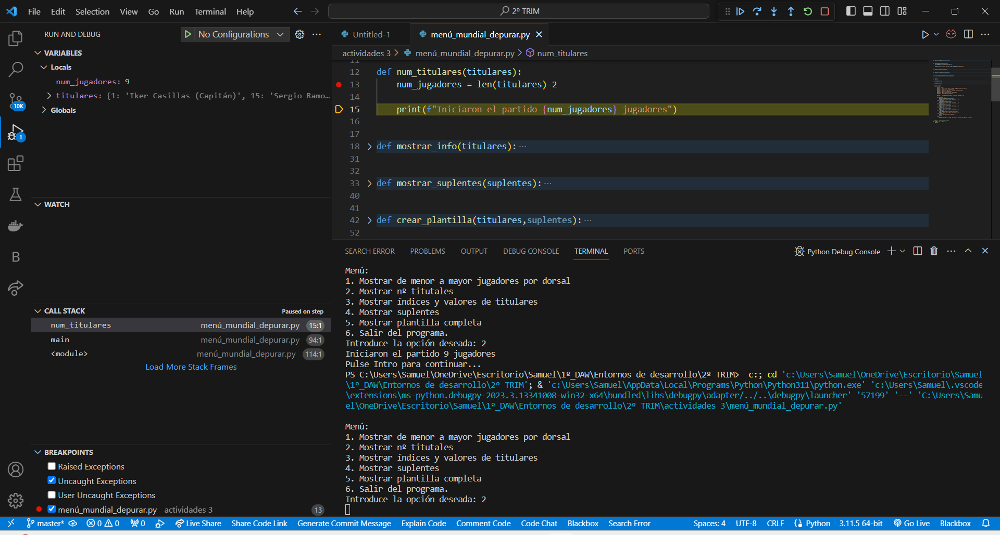 File Edit Selection View Go Run Terminal Help
2º TRIM
RUN AND DEBUG
No Configurations
VARIABLES
Locals
num_jugadores: 9
titulares: {1: 'Iker Casillas (Capitán)', 15: 'Sergio Ramo…
Globals
WATCH
CALL STACK
Paused on step
num_titulares menú_mundial_depurar.py 15:1
main menú_mundial_depurar.py 94:1
<module> menú_mundial_depurar.py 114:1
Load More Stack Frames
BREAKPOINTS
Raised Exceptions
Uncaught Exceptions
User Uncaught Exceptions
menú_mundial_depurar.py actividades 3 13
10K
1
B
Untitled-1
menú_mundial_depurar.py
actividades 3 > menú_mundial_depurar.py > num_titulares
11
12 def num_titulares(titulares):
13 num_jugadores = len(titulares)-2
14
15 print(f"Iniciaron el partido {num_jugadores} jugadores")
16
17
18 def mostrar_info(titulares):…
31
32
33 def mostrar_suplentes(suplentes):…
40
41
42 def crear_plantilla(titulares,suplentes):…
52
SEARCH ERROR PROBLEMS OUTPUT DEBUG CONSOLE TERMINAL PORTS
Python Debug Console
Menú:
1. Mostrar de menor a mayor jugadores por dorsal
2. Mostrar nº titutales
3. Mostrar índices y valores de titulares
4. Mostrar suplentes
5. Mostrar plantilla completa
6. Salir del programa.
Introduce la opción deseada: 2
Iniciaron el partido 9 jugadores
Pulse Intro para continuar...
PS C:\Users\Samuel\OneDrive\Escritorio\Samuel\1º_DAW\Entornos de desarrollo\2º TRIM> c:; cd 'c:\Users\Samuel\OneDrive\Escritorio\Samuel
\1º_DAW\Entornos de desarrollo\2º TRIM'; & 'c:\Users\Samuel\AppData\Local\Programs\Python\Python311\python.exe' 'c:\Users\Samuel\.vscode
\extensions\ms-python.debugpy-2023.3.13341008-win32-x64\bundled\libs\debugpy\adapter/../..\debugpy\launcher' '57199' '--' 'C:\Users\Samu
el\OneDrive\Escritorio\Samuel\1º_DAW\Entornos de desarrollo\2º TRIM\actividades 3\menú_mundial_depurar.py'
Menú:
1. Mostrar de menor a mayor jugadores por dorsal
2. Mostrar nº titutales
3. Mostrar índices y valores de titulares
4. Mostrar suplentes
5. Mostrar plantilla completa
6. Salir del programa.
Introduce la opción deseada: 2
master* 0 0 0 Live Share Share Code Link Generate Commit Message Explain Code Comment Code Code Chat Blackbox Search Error Spaces: 4 UTF-8 CRLF Python 3.11.5 64-bit Go Live Blackbox